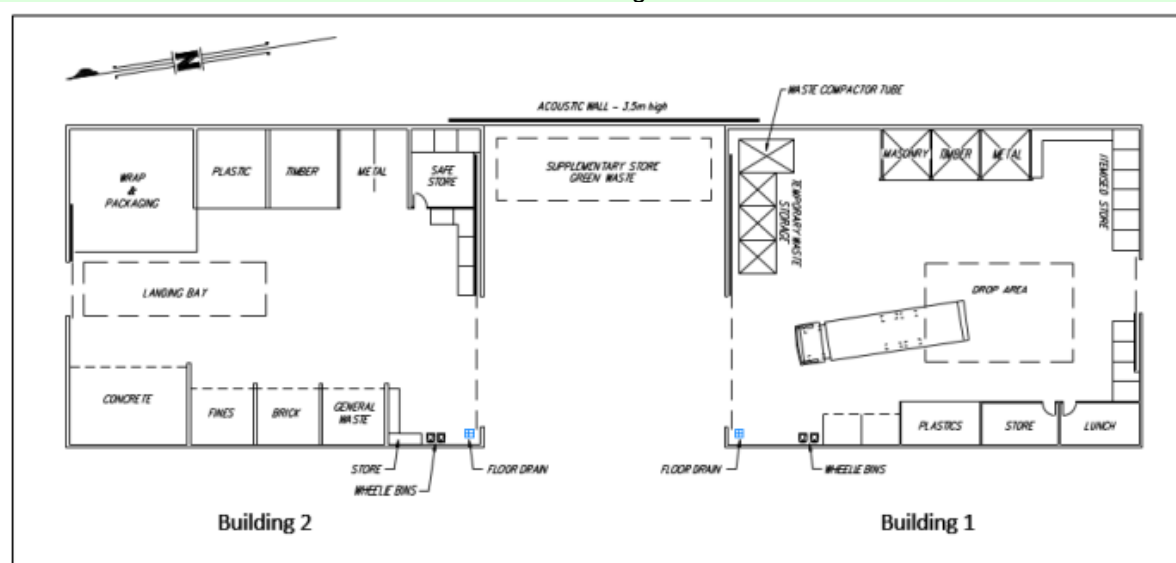 N
ACOUSTIC WALL - 3.5m high
WASTE COMPACTOR TUBE
WRAP
&
PACKAGING
PLASTIC
TIMBER
METAL
SAFE
STORE
SUPPLEMENTARY STORE
GREEN WASTE
TEMPORARY WASTE
STORAGE
MASONRY
TIMBER
METAL
ITEMISED STORE
LANDING BAY
DROP AREA
CONCRETE
FINES
BRICK
GENERAL
WASTE
PLASTICS
STORE
LUNCH
STORE
WHEELIE BINS
FLOOR DRAIN
FLOOR DRAIN
WHEELIE BINS
Building 2
Building 1